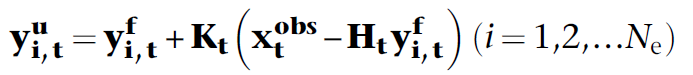 y^u_{i,t} = y^f_{i,t} + K_t (x^{obs}_t − H_t y^f_{i,t}) (i = 1,2,…N_e)